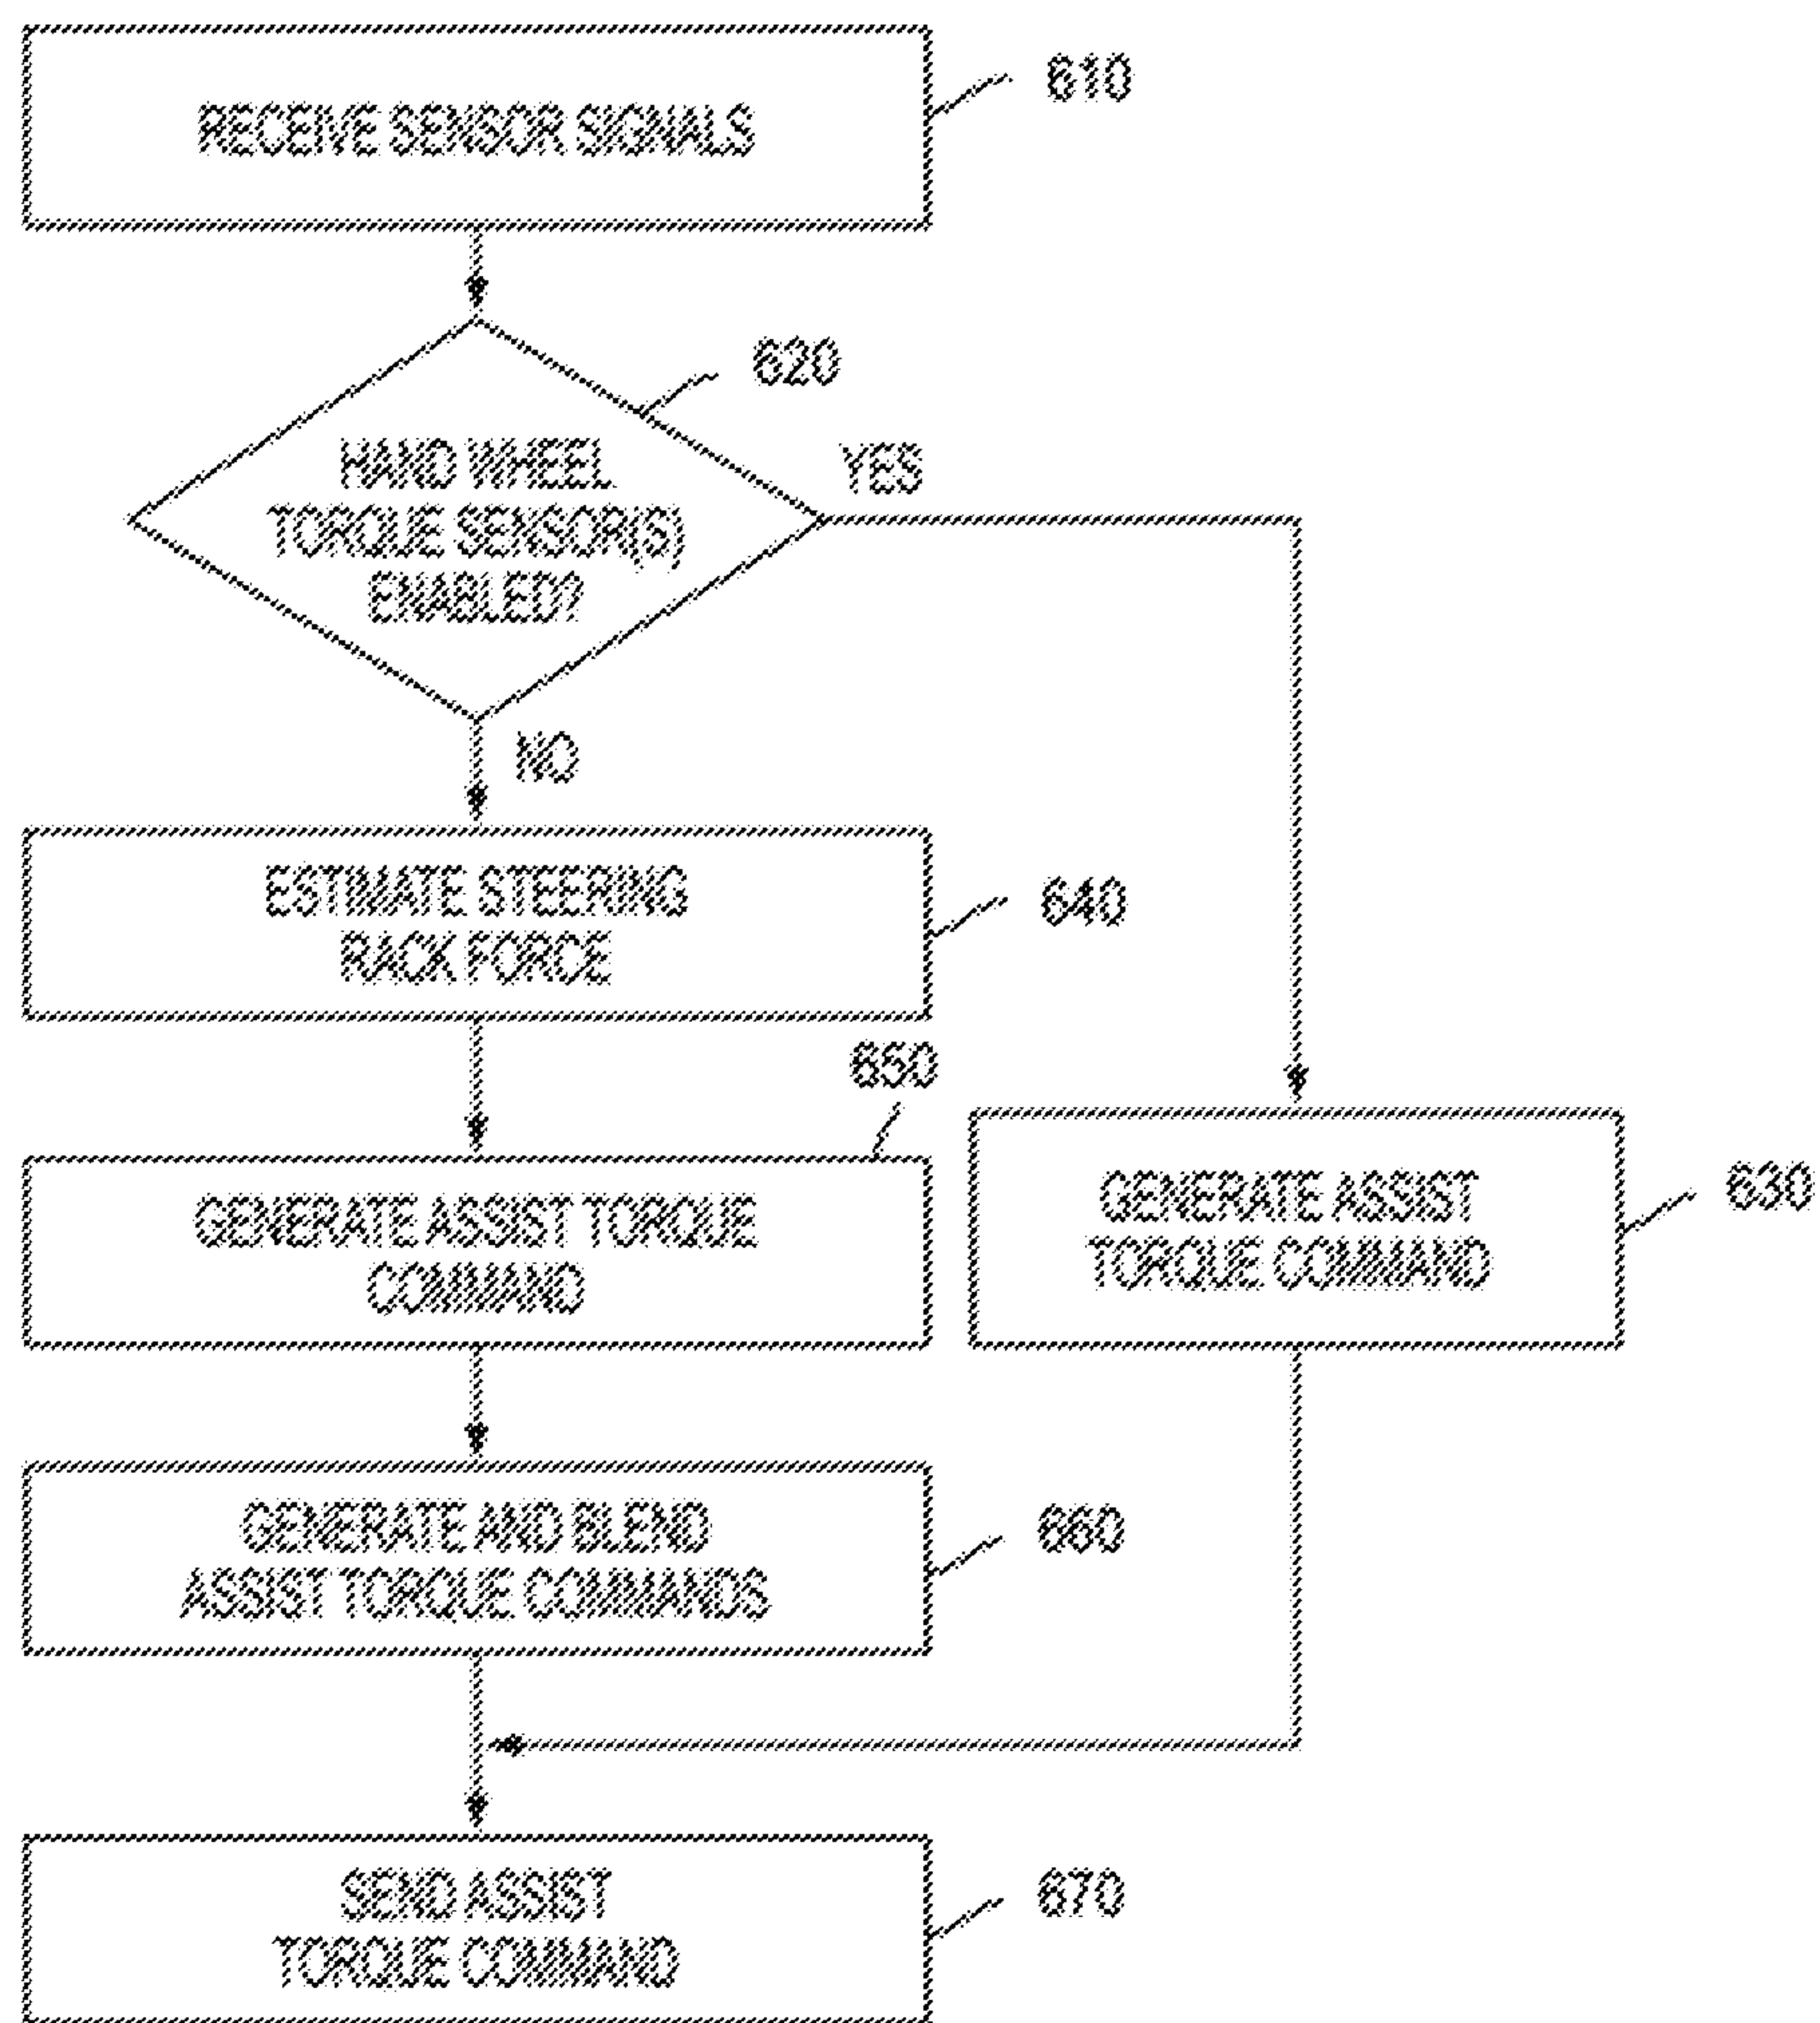 RECEIVE SENSOR SIGNALS
610
620
HAND WHEEL
TORQUE SENSOR(S)
ENABLED?
YES
NO
ESTIMATE STEERING
RACK FORCE
640
650
GENERATE ASSIST TORQUE
COMMAND
GENERATE ASSIST
TORQUE COMMAND
630
GENERATE AND BLEND
ASSIST TORQUE COMMANDS
660
SEND ASSIST
TORQUE COMMAND
670